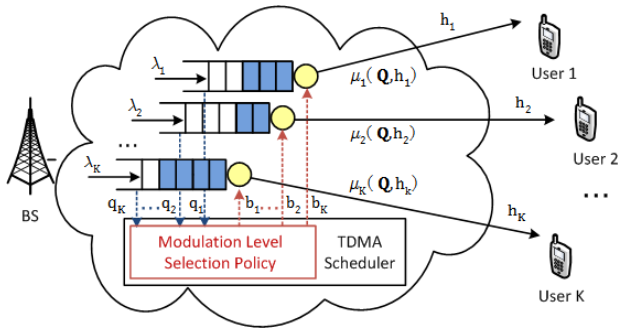 h₁
λ₁
μ₁( Q,h₁)
User 1
λ₂
h₂
μ₂( Q,h₂)
User 2
...
λK
...
μK( Q,hk)
BS
qK ... q₂ q₁ b₁... b₂ bK
hK
Modulation Level
Selection Policy
TDMA
Scheduler
User K